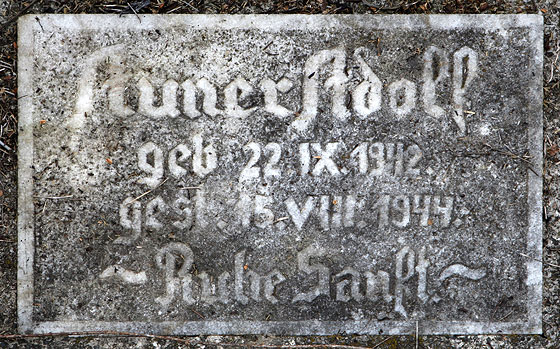 Auner Adolf
geb 22.IX.1942.
gest. 15.VIII.1944.
~Ruhe Sanft.~